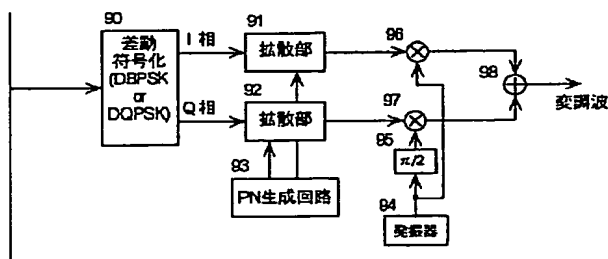 90
差動
符号化
(DBPSK
or
DQPSK)
I 相
Q 相
91
拡散部
92
拡散部
93
PN生成回路
96
97
95
π/2
94
発振器
98
変調波